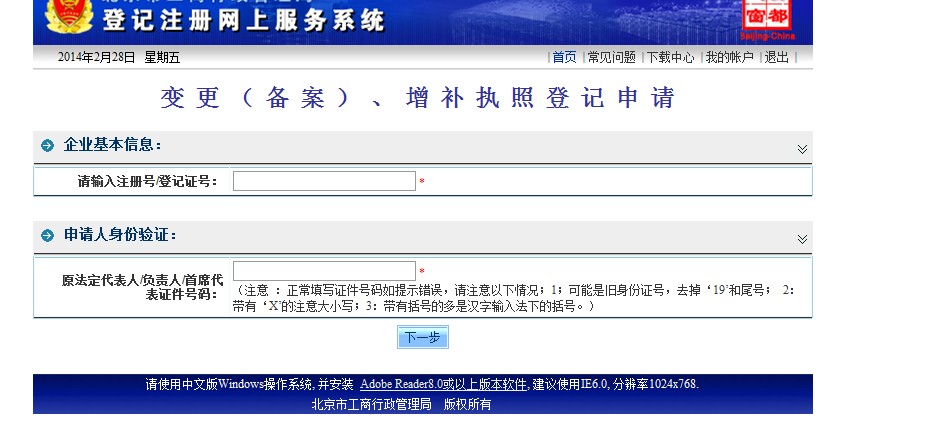 登记注册网上服务系统
窗都
Beijing-China
2014年2月28日 星期五
|首页 |常见问题 |下载中心 |我的帐户 |退出 |
变更（备案）、增补执照登记申请
企业基本信息：
请输入注册号/登记证号： *
申请人身份验证：
原法定代表人/负责人/首席代
表证件号码：
*
（注意 ：正常填写证件号码如提示错误，请注意以下情况；1；可能是旧身份证号，去掉‘19’和尾号； 2：
带有‘X’的注意大小写；3：带有括号的多是汉字输入法下的括号。）
下一步
请使用中文版Windows操作系统, 并安装 Adobe Reader8.0或以上版本软件, 建议使用IE6.0, 分辨率1024x768.
北京市工商行政管理局 版权所有